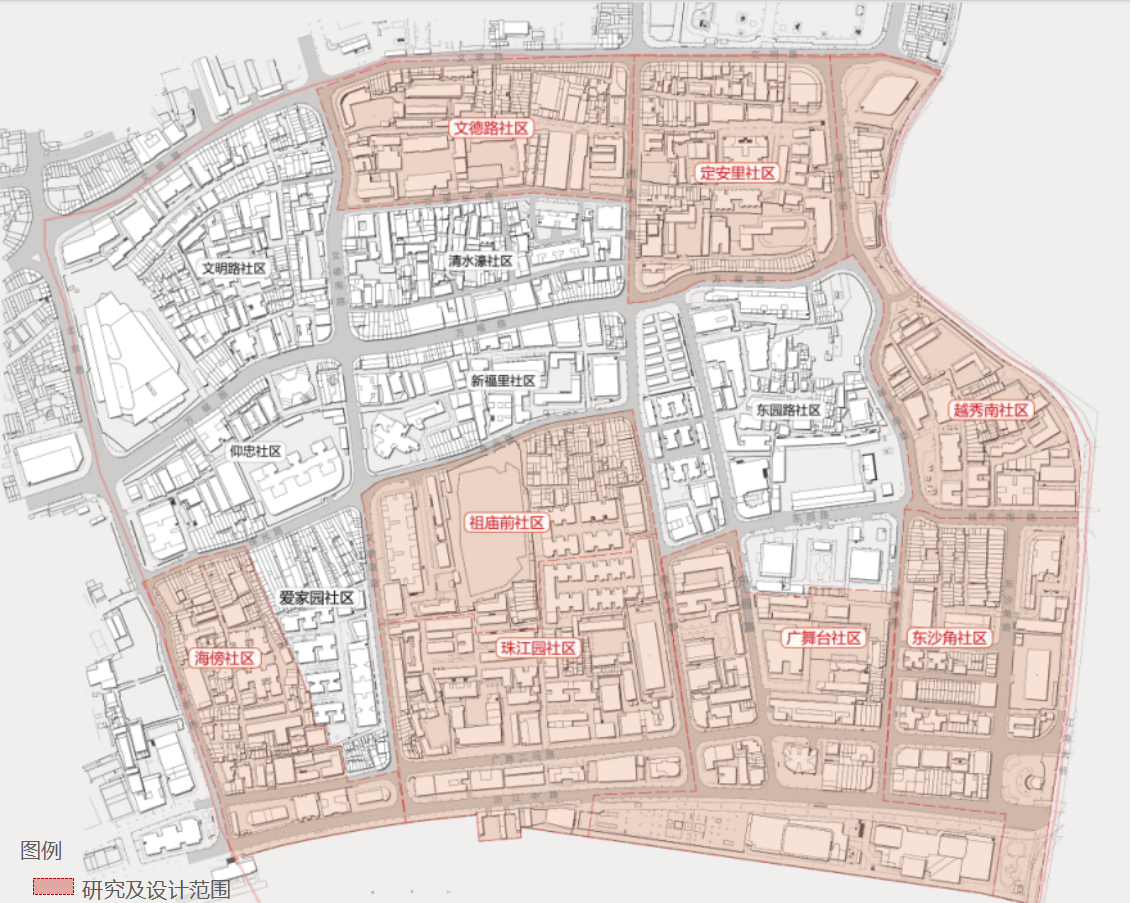 文德路社区
定安里社区
清水濠社区
文明路社区
新福里社区
东园路社区
越秀南社区
仰忠社区
祖庙前社区
爱家园社区
广舞台社区
东沙角社区
珠江园社区
海傍社区
图例
研究及设计范围